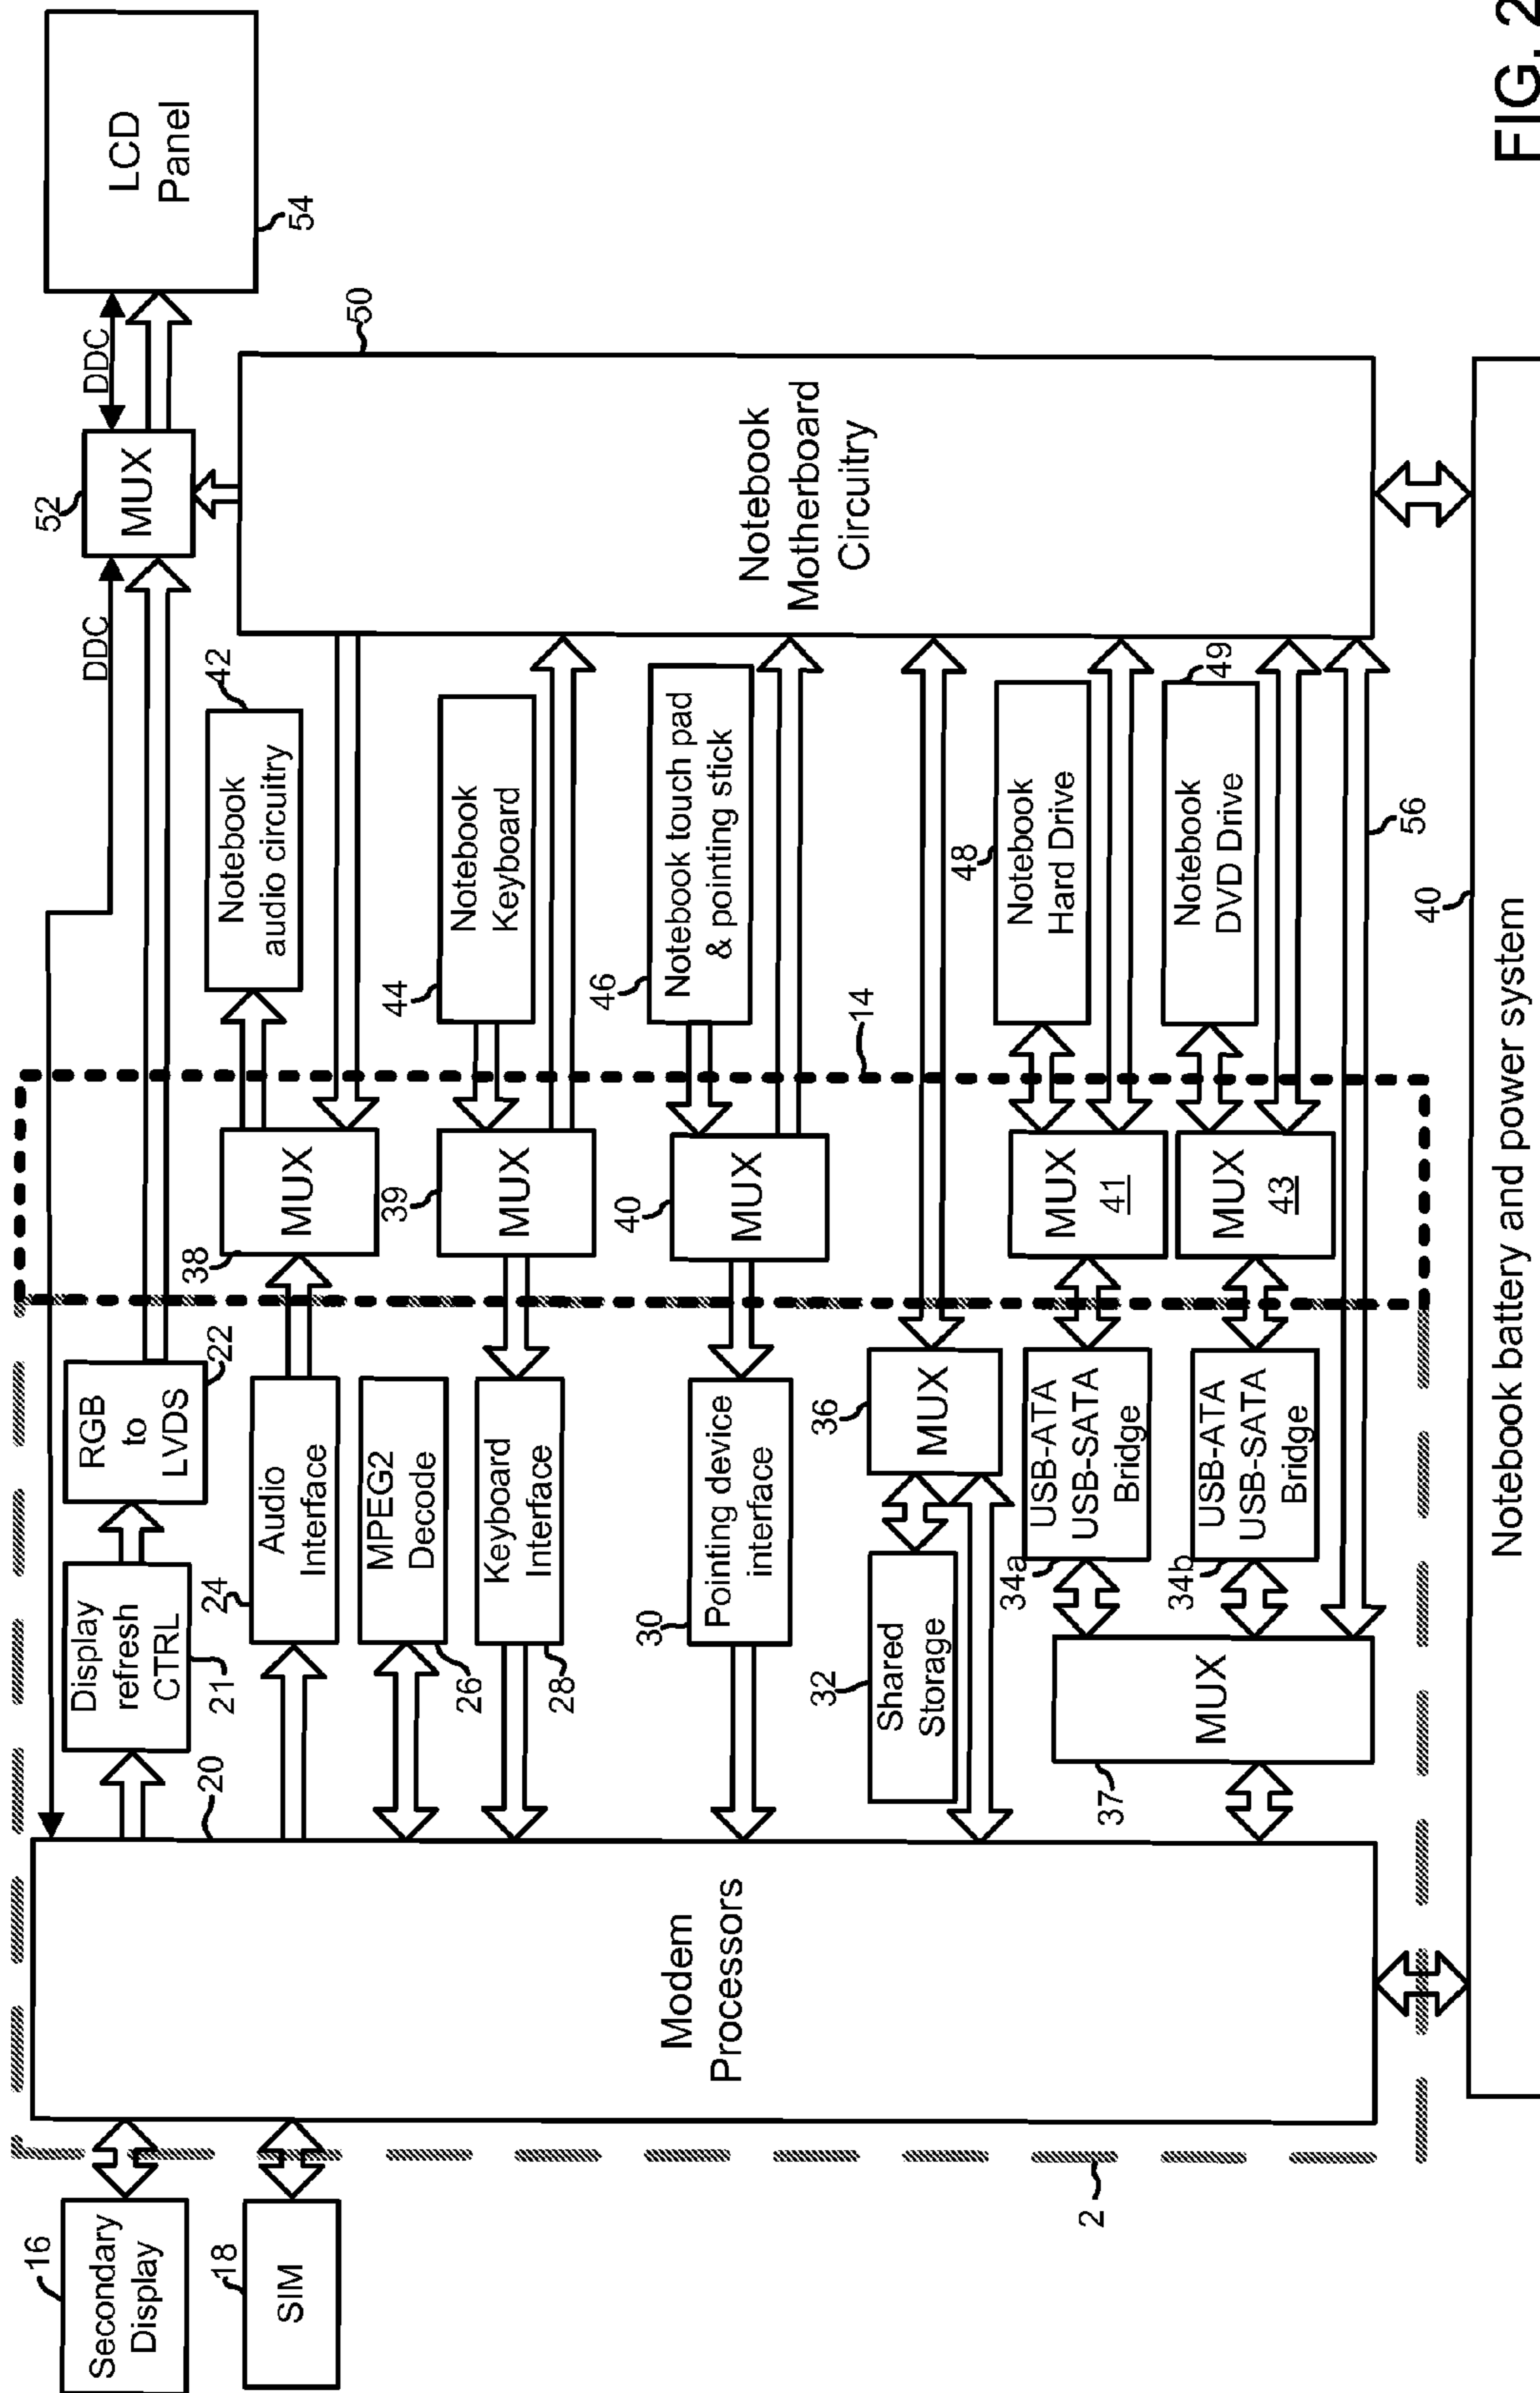 16
Secondary
Display
18
SIM
2
Modem
Processors
20
Display
refresh
CTRL
21
RGB
to
LVDS
22
24
Audio
Interface
MPEG2
Decode
26
Keyboard
Interface
28
30
Pointing device
interface
32
Shared
Storage
36
MUX
37
MUX
34a
USB-ATA
USB-SATA
Bridge
34b
USB-ATA
USB-SATA
Bridge
38
MUX
39
MUX
40
MUX
MUX
41
MUX
43
14
DDC
42
Notebook
audio circuitry
44
Notebook
Keyboard
46
Notebook touch pad
& pointing stick
48
Notebook
Hard Drive
49
Notebook
DVD Drive
56
52
MUX
DDC
50
Notebook
Motherboard
Circuitry
LCD
Panel
54
40
Notebook battery and power system
FIG. 2